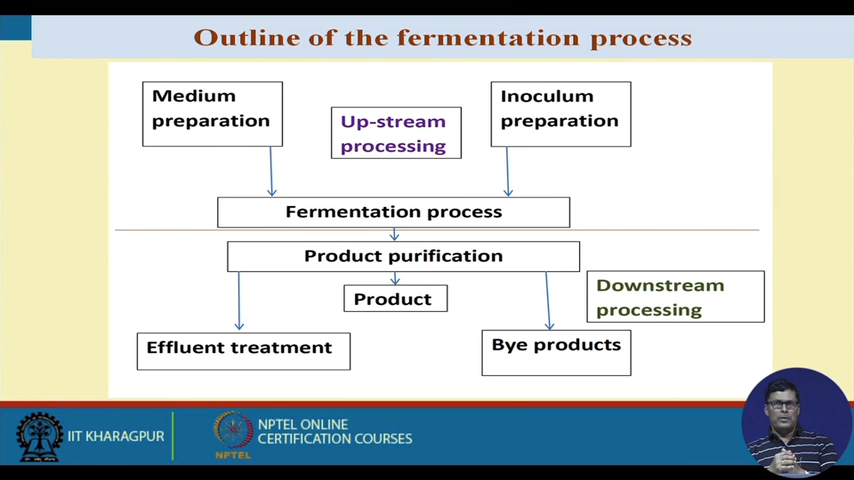 Outline of the fermentation process
Medium
preparation
Up-stream
processing
Inoculum
preparation
Fermentation process
Product purification
Product
Downstream
processing
Effluent treatment
Bye products
IIT KHARAGPUR
NPTEL
NPTEL ONLINE
CERTIFICATION COURSES